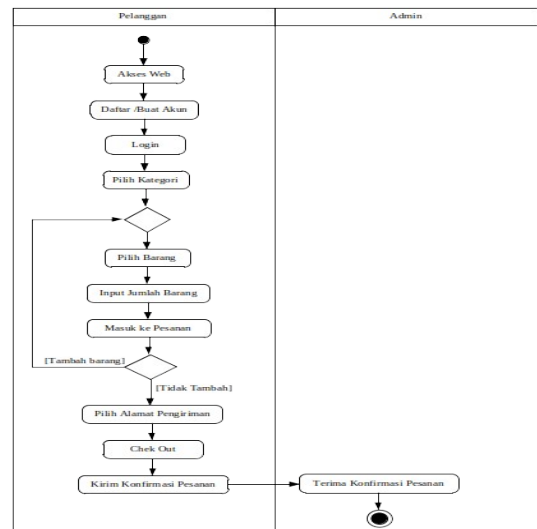 Pelanggan
Admin
Akses Web
Daftar /Buat Akun
Login
Pilih Kategori
Pilih Barang
Input Jumlah Barang
Masuk ke Pesanan
[Tambah barang]
[Tidak Tambah]
Pilih Alamat Pengiriman
Chek Out
Kirim Konfirmasi Pesanan
Terima Konfirmasi Pesanan